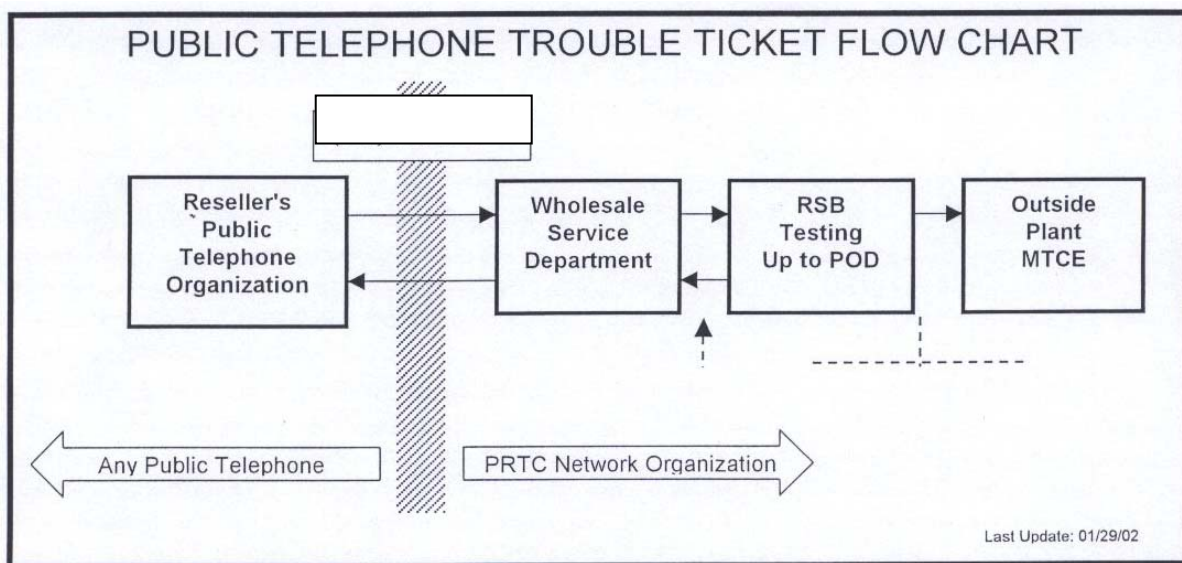 PUBLIC TELEPHONE TROUBLE TICKET FLOW CHART
Reseller's
Public
Telephone
Organization
Wholesale
Service
Department
RSB
Testing
Up to POD
Outside
Plant
MTCE
Any Public Telephone
PRTC Network Organization
Last Update: 01/29/02